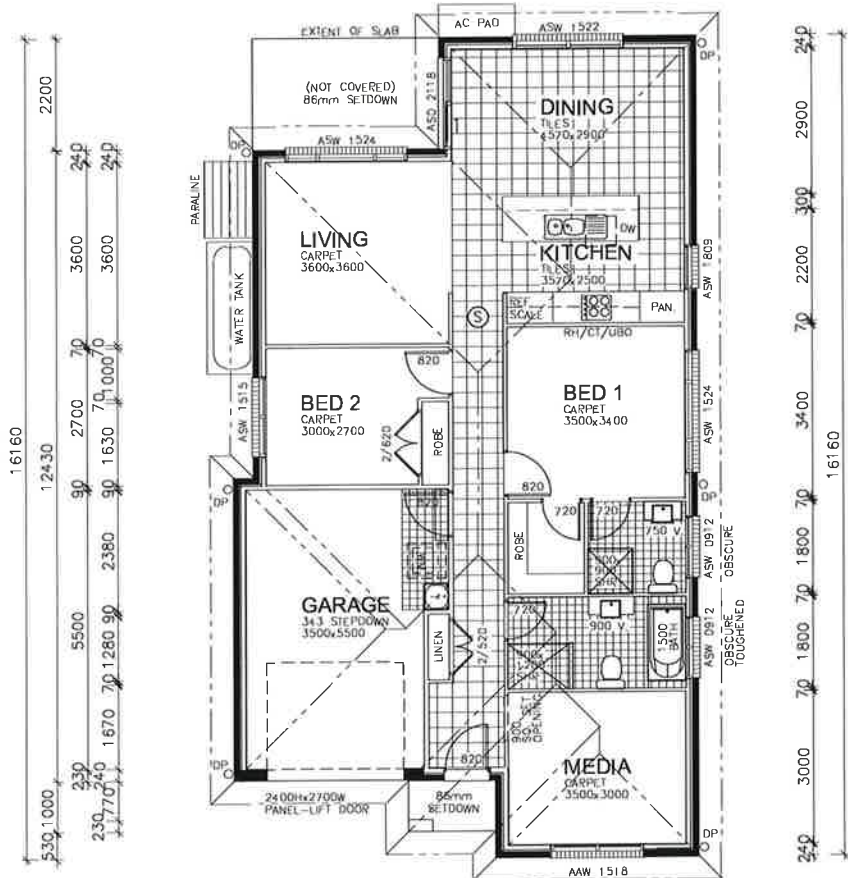 EXTENT OF SLAB
AC PAD
ASW 1522
DP
(NOT COVERED)
86mm SETDOWN
ASD 2118
DINING
TILES
4570x2900
DP
ASW 1524
PARALINE
LIVING
CARPET
3600x3600
DW
KITCHEN
TILES
3570x2500
ASW 1809
WATER TANK
S
REF.
SCALE
PAN.
RH/CT/UBO
820
BED 2
CARPET
3000x2700
ASW 1515
2/620
ROBE
BED 1
CARPET
3500x3400
ASW 1524
820
DP
DP
820
720
720
ROBE
750 V.
900
SHR
ASW 0912
OBSCURE
GARAGE
343 STEPDOWN
3500x5500
LINEN
2/520
720
900 V.
1500
BATH
ASW 0912
OBSCURE
TOUGHENED
900
SQ. SET
OPENING
DP
820
MEDIA
CARPET
3500x3000
2400Hx2700W
PANEL-LIFT DOOR
86mm
SETDOWN
DP
AAW 1518
16160
2200
12430
1000
530
240
3600
70
2700
90
5500
230
240
3600
70
1000
70
1630
90
2380
90
1280
70
1670
240
770
230
240
2900
300
2200
70
3400
70
1800
70
1800
70
3000
240
16160